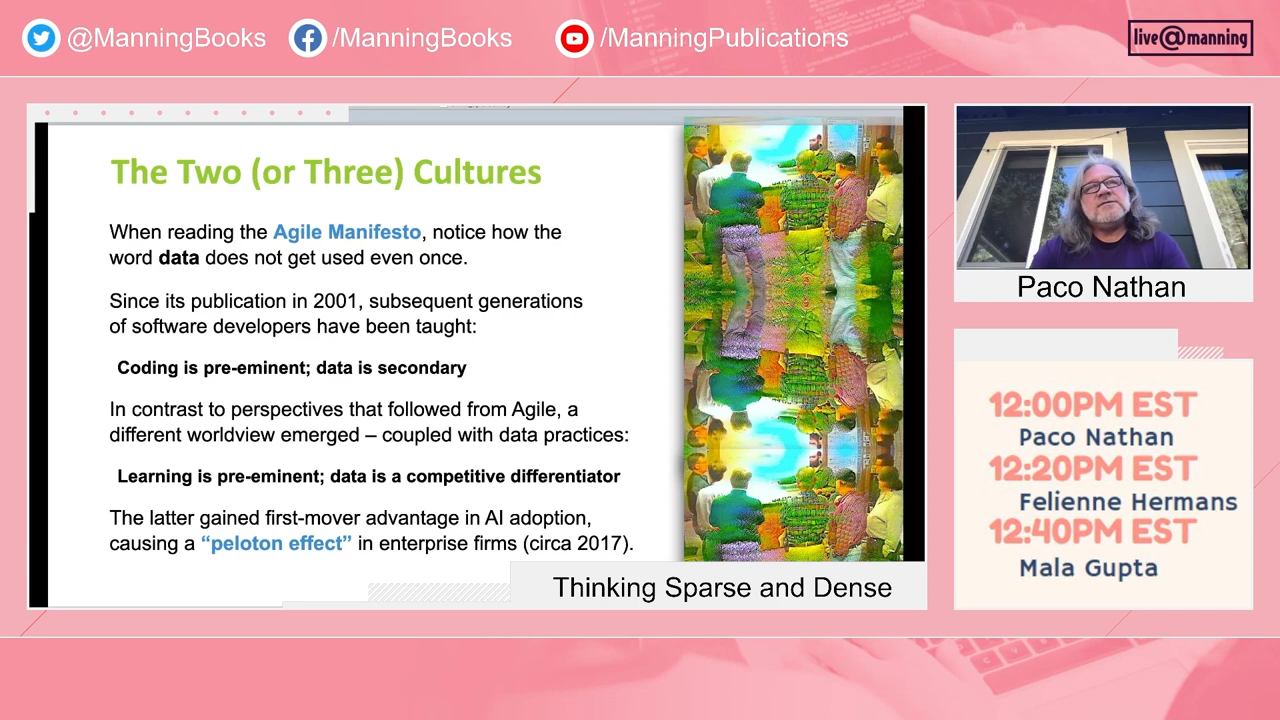 @ManningBooks
/ManningBooks
/ManningPublications
live@manning
The Two (or Three) Cultures
When reading the Agile Manifesto, notice how the
word data does not get used even once.
Since its publication in 2001, subsequent generations
of software developers have been taught:
Coding is pre-eminent; data is secondary
In contrast to perspectives that followed from Agile, a
different worldview emerged – coupled with data practices:
Learning is pre-eminent; data is a competitive differentiator
The latter gained first-mover advantage in AI adoption,
causing a “peloton effect” in enterprise firms (circa 2017).
Thinking Sparse and Dense
Paco Nathan
12:00PM EST
Paco Nathan
12:20PM EST
Felienne Hermans
12:40PM EST
Mala Gupta